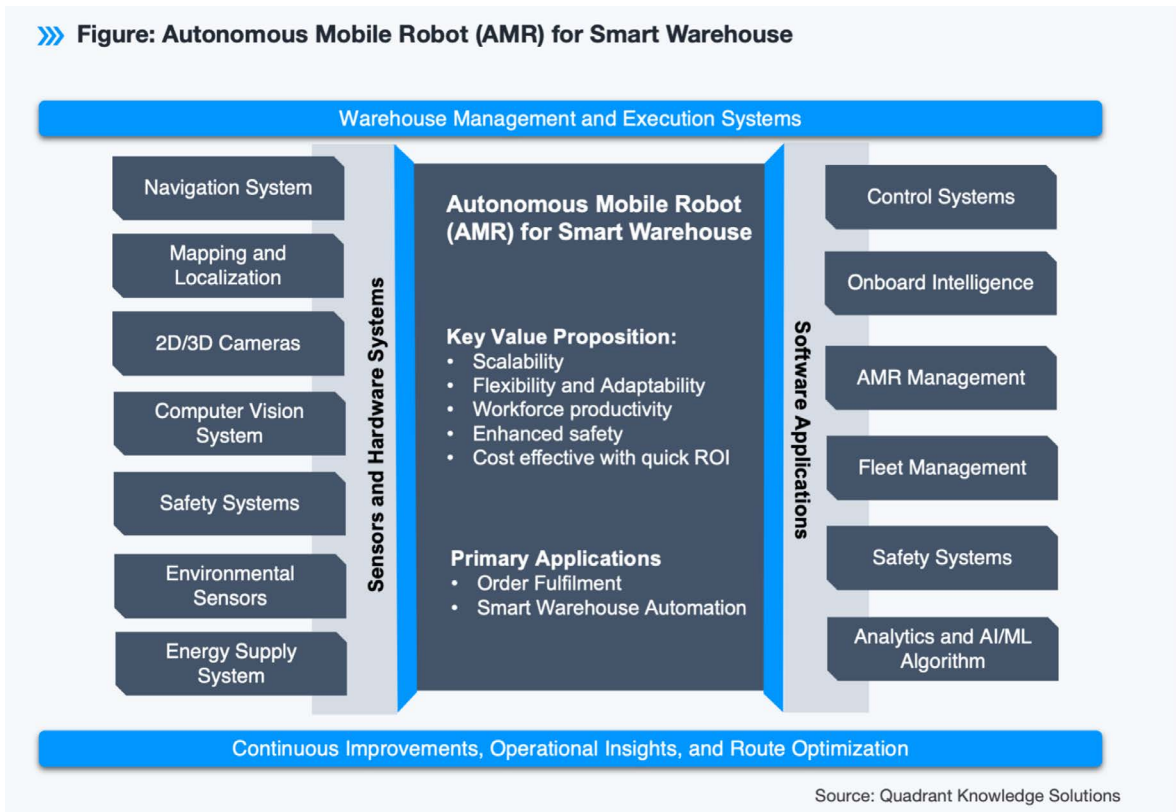 Figure: Autonomous Mobile Robot (AMR) for Smart Warehouse
Warehouse Management and Execution Systems
Navigation System
Mapping and
Localization
2D/3D Cameras
Computer Vision
System
Safety Systems
Environmental
Sensors
Energy Supply
System
Sensors and Hardware Systems
Autonomous Mobile Robot
(AMR) for Smart Warehouse
Key Value Proposition:
• Scalability
• Flexibility and Adaptability
• Workforce productivity
• Enhanced safety
• Cost effective with quick ROI
Primary Applications
• Order Fulfilment
• Smart Warehouse Automation
Software Applications
Control Systems
Onboard Intelligence
AMR Management
Fleet Management
Safety Systems
Analytics and AI/ML
Algorithm
Continuous Improvements, Operational Insights, and Route Optimization
Source: Quadrant Knowledge Solutions